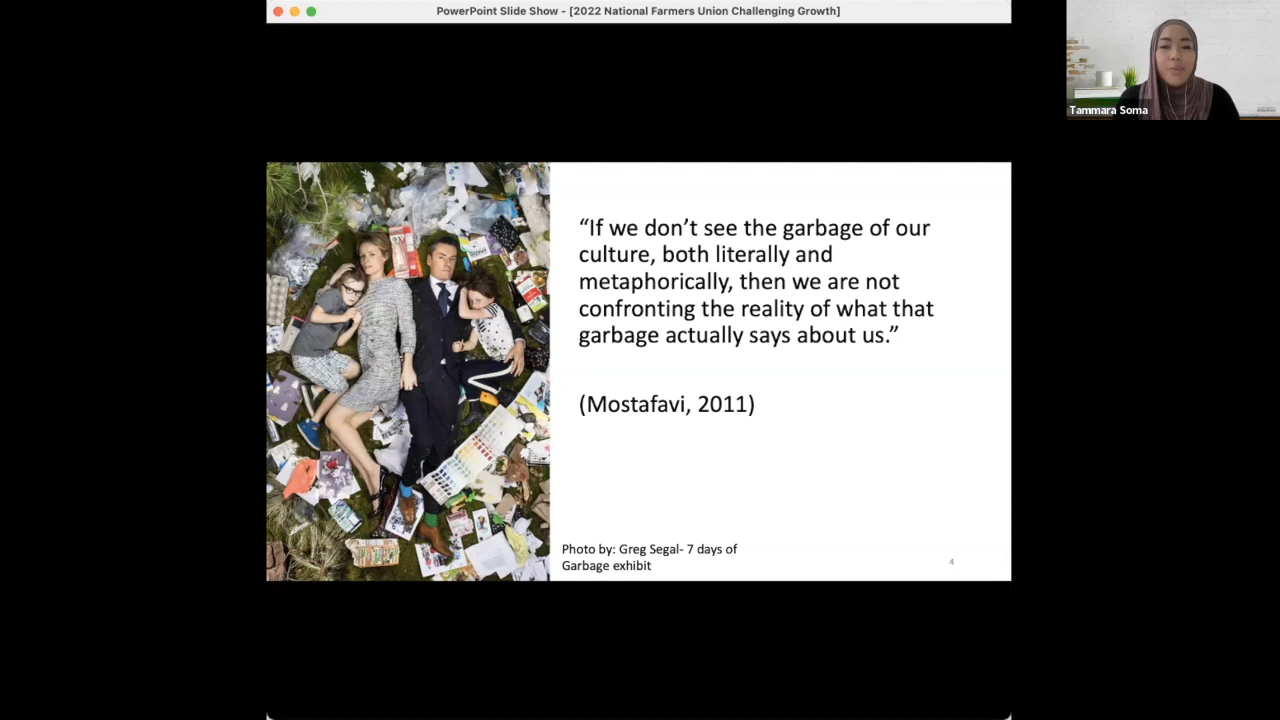 PowerPoint Slide Show - [2022 National Farmers Union Challenging Growth]
Tammara Soma
“If we don’t see the garbage of our
culture, both literally and
metaphorically, then we are not
confronting the reality of what that
garbage actually says about us.”
(Mostafavi, 2011)
Photo by: Greg Segal- 7 days of
Garbage exhibit
4